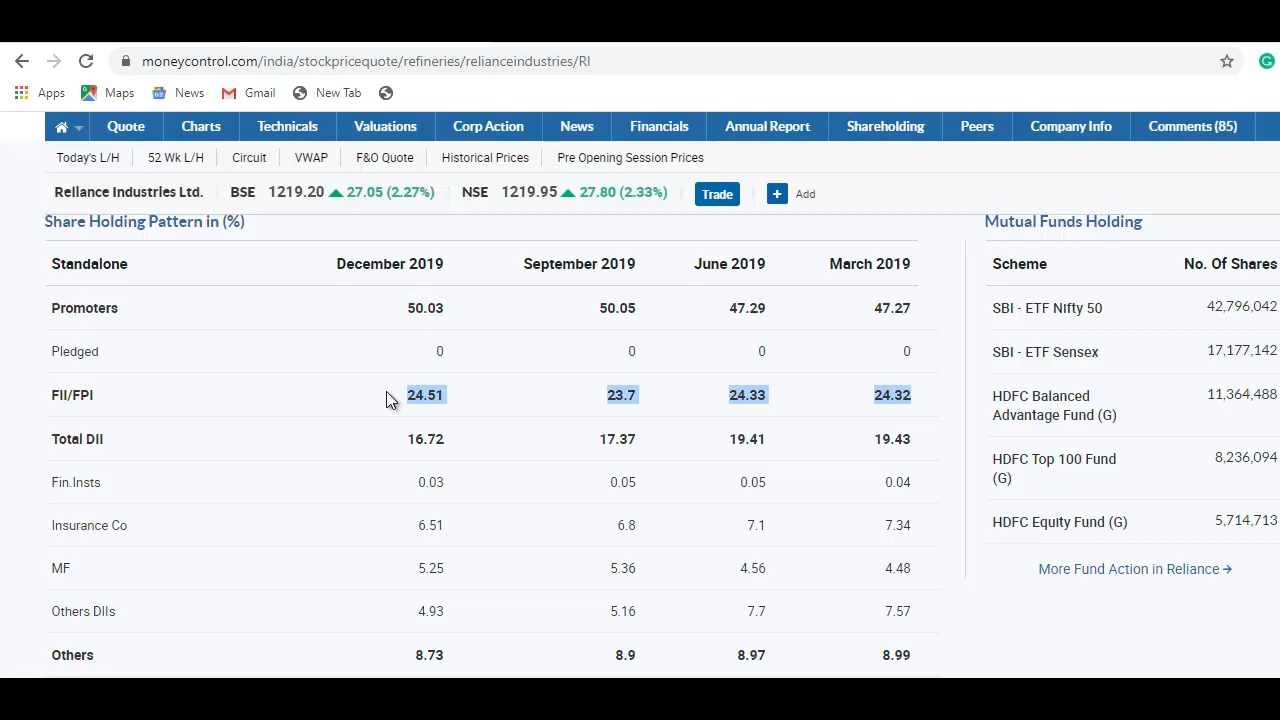 moneycontrol.com/india/stockpricequote/refineries/relianceindustries/RI
Apps Maps News Gmail New Tab
Quote Charts Technicals Valuations Corp Action News Financials Annual Report Shareholding Peers Company Info Comments (85)
Today's L/H 52 Wk L/H Circuit VWAP F&O Quote Historical Prices Pre Opening Session Prices
Reliance Industries Ltd. BSE 1219.20 27.05 (2.27%) NSE 1219.95 27.80 (2.33%) Trade + Add
Share Holding Pattern in (%)
Standalone December 2019 September 2019 June 2019 March 2019
Promoters 50.03 50.05 47.29 47.27
Pledged 0 0 0 0
FII/FPI 24.51 23.7 24.33 24.32
Total DII 16.72 17.37 19.41 19.43
Fin.Insts 0.03 0.05 0.05 0.04
Insurance Co 6.51 6.8 7.1 7.34
MF 5.25 5.36 4.56 4.48
Others DIIs 4.93 5.16 7.7 7.57
Others 8.73 8.9 8.97 8.99
Mutual Funds Holding
Scheme No. Of Shares
SBI - ETF Nifty 50 42,796,042
SBI - ETF Sensex 17,177,142
HDFC Balanced 11,364,488
Advantage Fund (G)
HDFC Top 100 Fund 8,236,094
(G)
HDFC Equity Fund (G) 5,714,713
More Fund Action in Reliance →